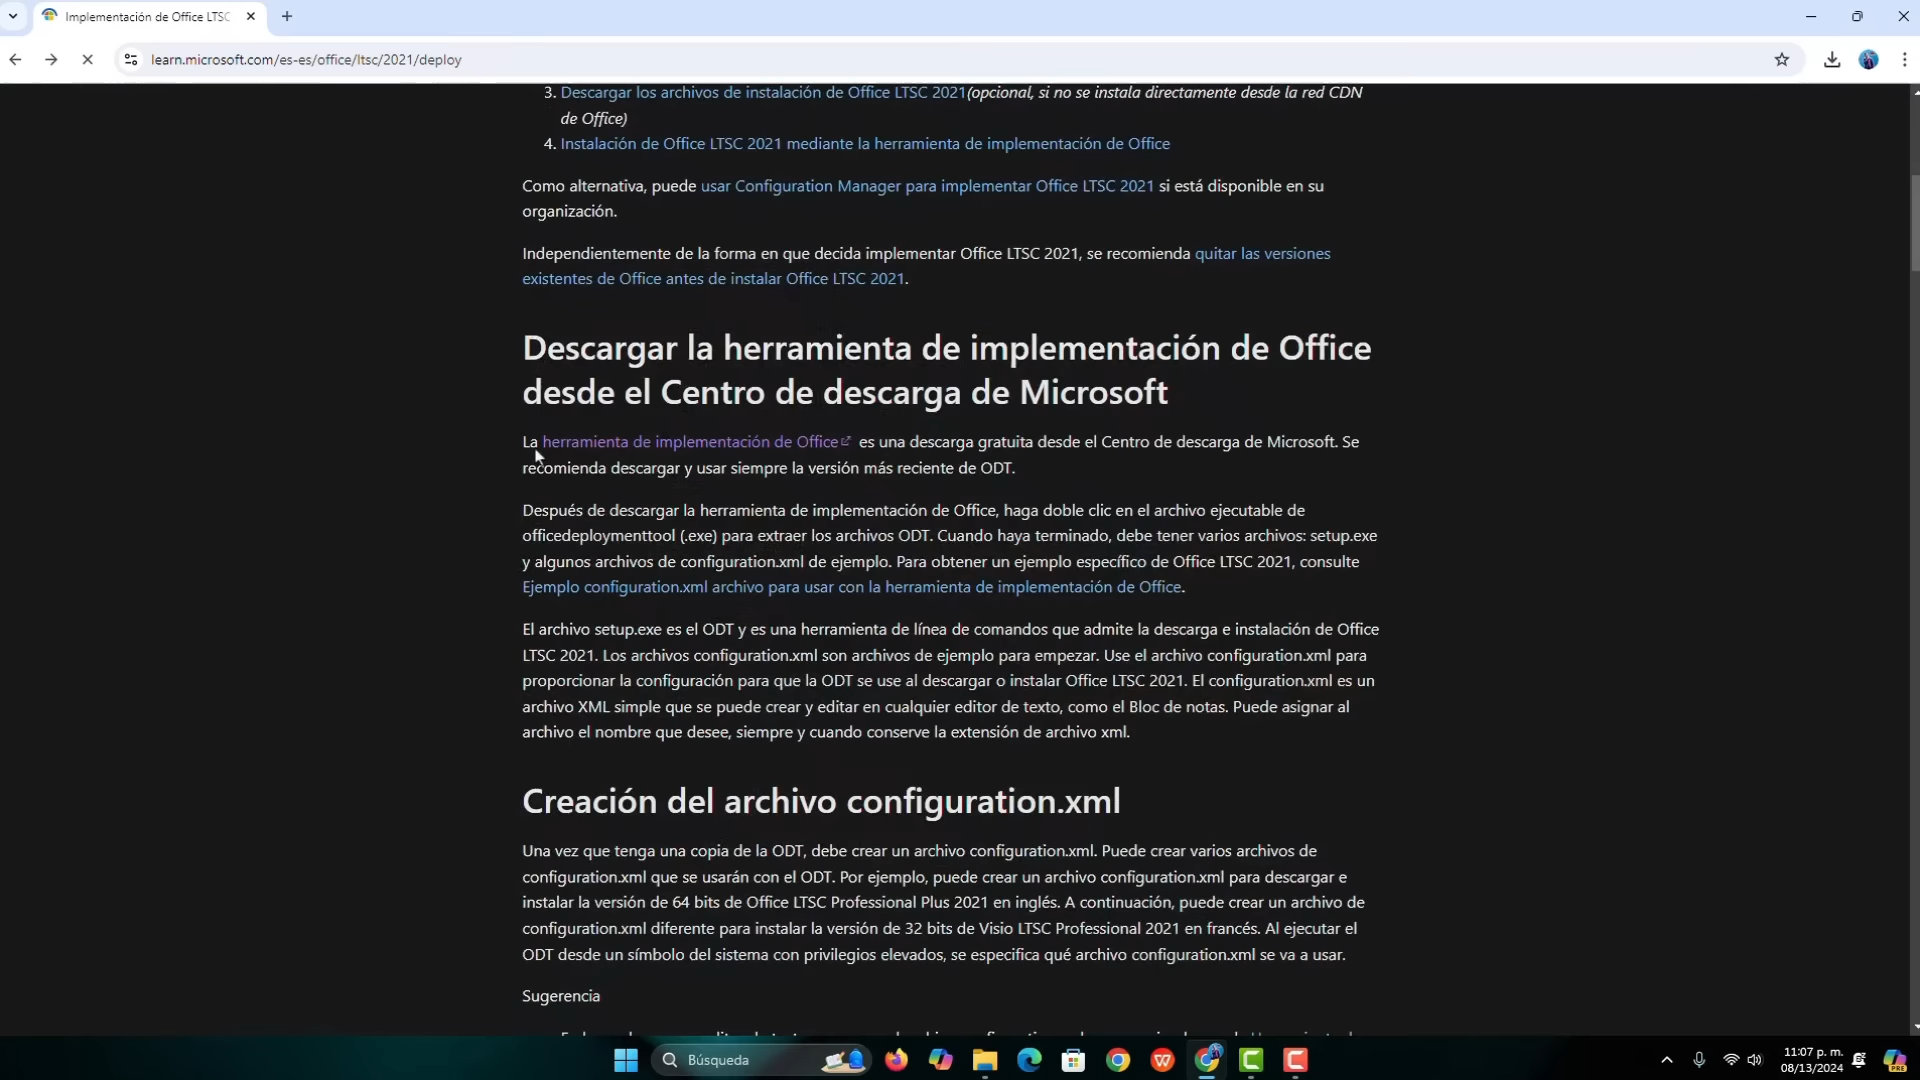 Implementación de Office LTSC
learn.microsoft.com/es-es/office/ltsc/2021/deploy
3. Descargar los archivos de instalación de Office LTSC 2021(opcional, si no se instala directamente desde la red CDN
de Office)
4. Instalación de Office LTSC 2021 mediante la herramienta de implementación de Office
Como alternativa, puede usar Configuration Manager para implementar Office LTSC 2021 si está disponible en su
organización.
Independientemente de la forma en que decida implementar Office LTSC 2021, se recomienda quitar las versiones
existentes de Office antes de instalar Office LTSC 2021.
Descargar la herramienta de implementación de Office
desde el Centro de descarga de Microsoft
La herramienta de implementación de Office es una descarga gratuita desde el Centro de descarga de Microsoft. Se
recomienda descargar y usar siempre la versión más reciente de ODT.
Después de descargar la herramienta de implementación de Office, haga doble clic en el archivo ejecutable de
officedeploymenttool (.exe) para extraer los archivos ODT. Cuando haya terminado, debe tener varios archivos: setup.exe
y algunos archivos de configuration.xml de ejemplo. Para obtener un ejemplo específico de Office LTSC 2021, consulte
Ejemplo configuration.xml archivo para usar con la herramienta de implementación de Office.
El archivo setup.exe es el ODT y es una herramienta de línea de comandos que admite la descarga e instalación de Office
LTSC 2021. Los archivos configuration.xml son archivos de ejemplo para empezar. Use el archivo configuration.xml para
proporcionar la configuración para que la ODT se use al descargar o instalar Office LTSC 2021. El configuration.xml es un
archivo XML simple que se puede crear y editar en cualquier editor de texto, como el Bloc de notas. Puede asignar al
archivo el nombre que desee, siempre y cuando conserve la extensión de archivo xml.
Creación del archivo configuration.xml
Una vez que tenga una copia de la ODT, debe crear un archivo configuration.xml. Puede crear varios archivos de
configuration.xml que se usarán con el ODT. Por ejemplo, puede crear un archivo configuration.xml para descargar e
instalar la versión de 64 bits de Office LTSC Professional Plus 2021 en inglés. A continuación, puede crear un archivo de
configuration.xml diferente para instalar la versión de 32 bits de Visio LTSC Professional 2021 en francés. Al ejecutar el
ODT desde un símbolo del sistema con privilegios elevados, se especifica qué archivo configuration.xml se va a usar.
Sugerencia
Búsqueda
11:07 p. m.
08/13/2024